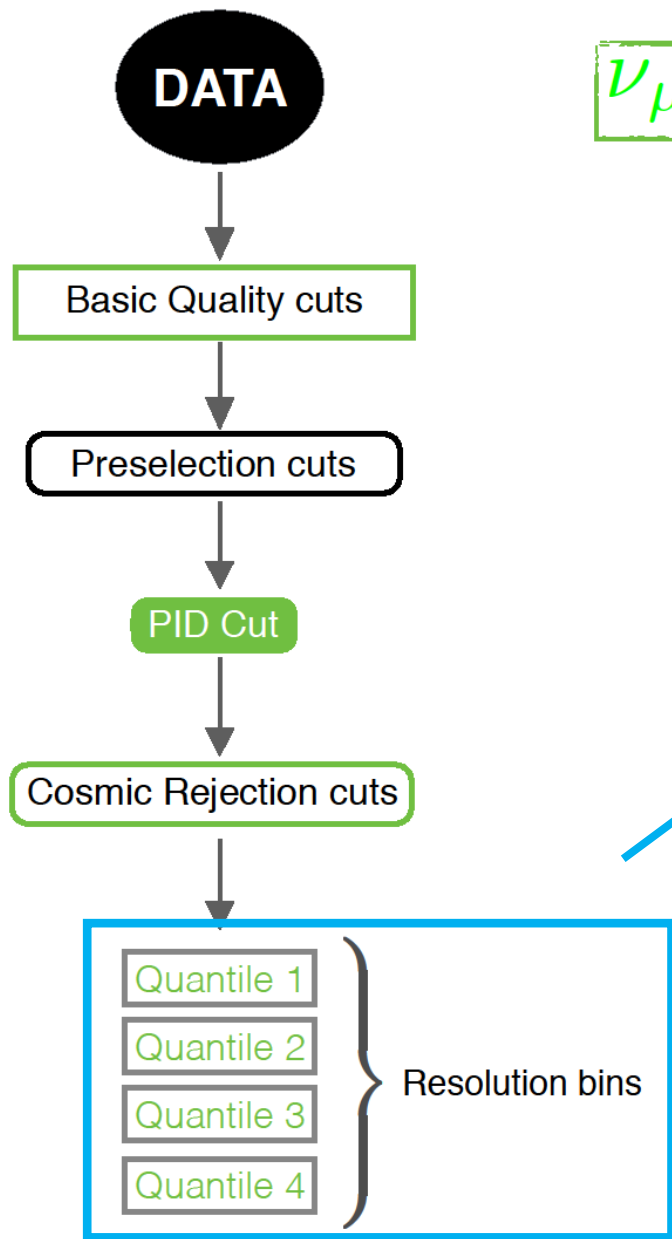 DATA
ν_μ
Basic Quality cuts
Preselection cuts
PID Cut
Cosmic Rejection cuts
Quantile 1
Quantile 2
Quantile 3
Quantile 4
Resolution bins